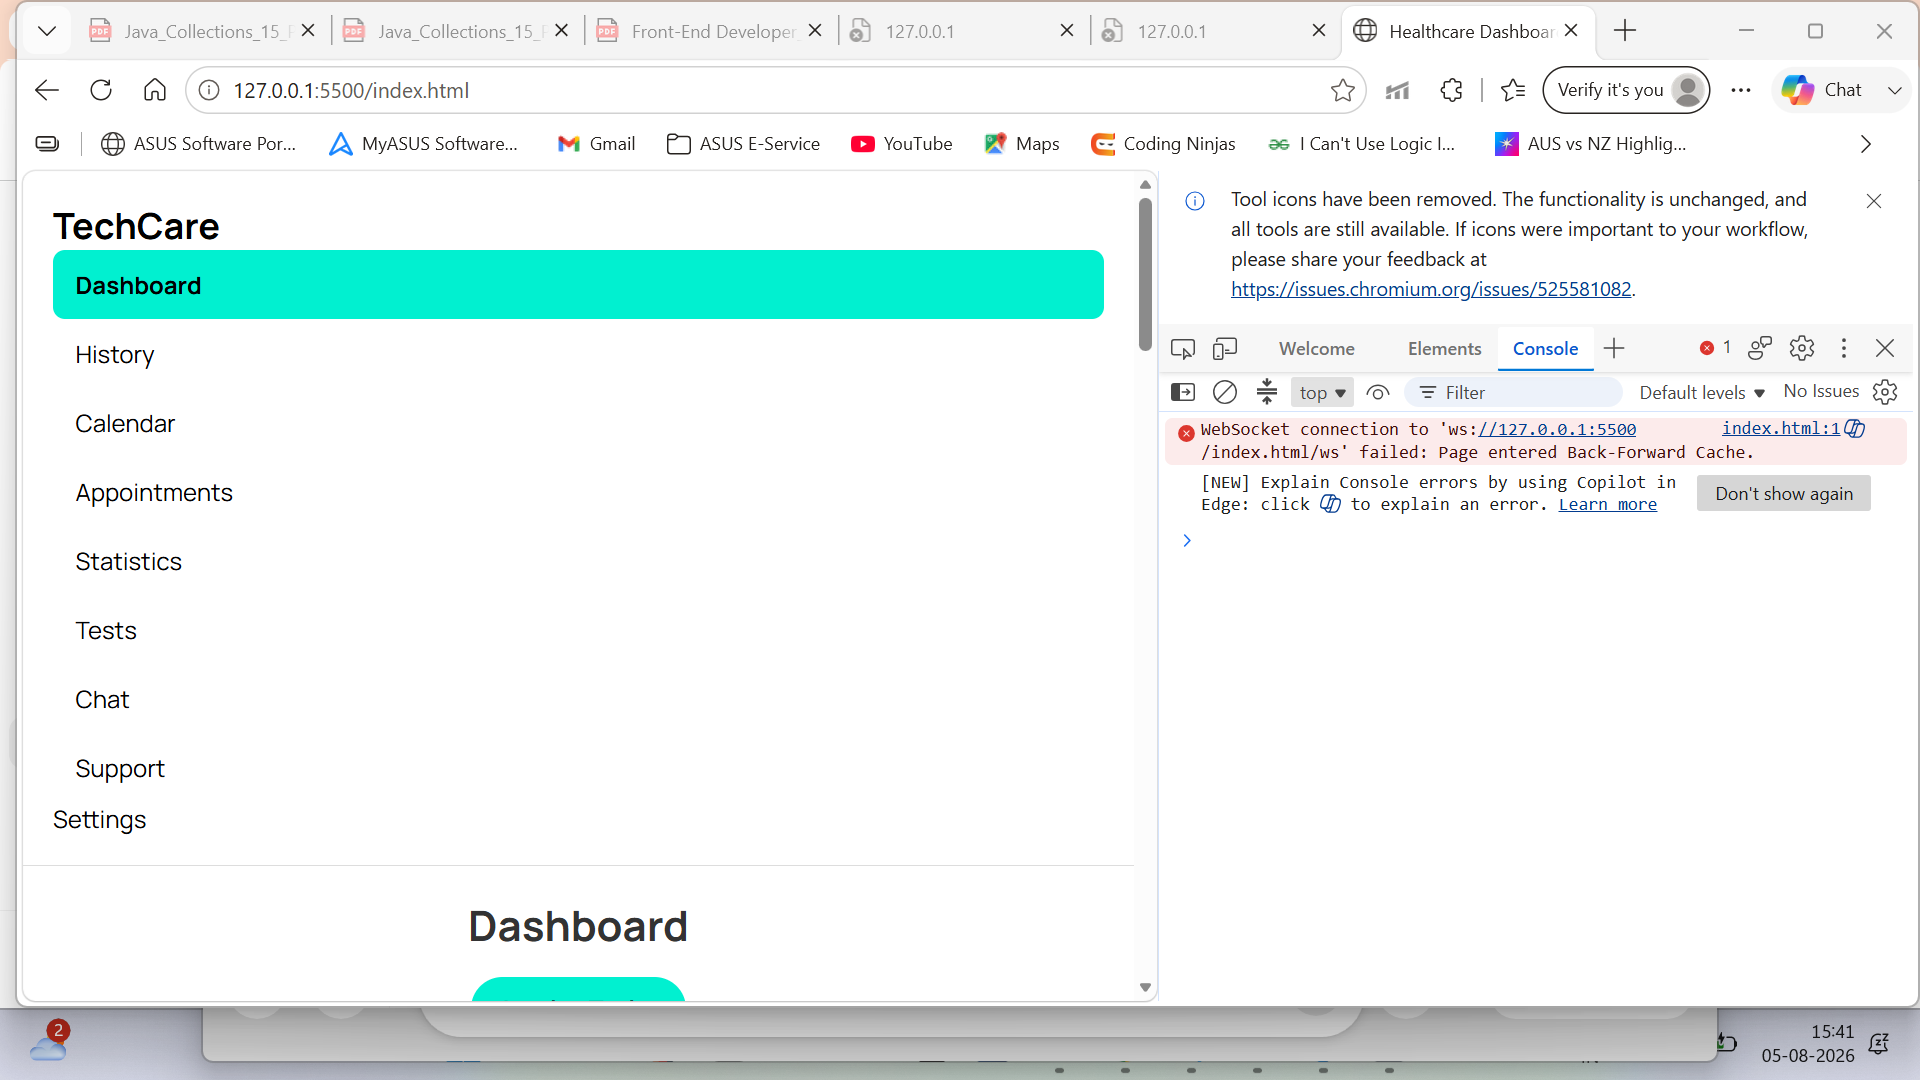 Java_Collections_15_
Java_Collections_15_
Front-End Developer
127.0.0.1
127.0.0.1
Healthcare Dashboar
127.0.0.1:5500/index.html
Verify it's you
Chat
ASUS Software Por...
MyASUS Software...
Gmail
ASUS E-Service
YouTube
Maps
Coding Ninjas
I Can't Use Logic I...
AUS vs NZ Highlig...
TechCare
Dashboard
History
Calendar
Appointments
Statistics
Tests
Chat
Support
Settings
Dashboard
Tool icons have been removed. The functionality is unchanged, and
all tools are still available. If icons were important to your workflow,
please share your feedback at
https://issues.chromium.org/issues/525581082.
Welcome
Elements
Console
1
top
Filter
Default levels
No Issues
WebSocket connection to 'ws://127.0.0.1:5500 index.html:1
/index.html/ws' failed: Page entered Back-Forward Cache.
[NEW] Explain Console errors by using Copilot in
Edge: click to explain an error. Learn more
Don't show again
2
15:41
05-08-2026